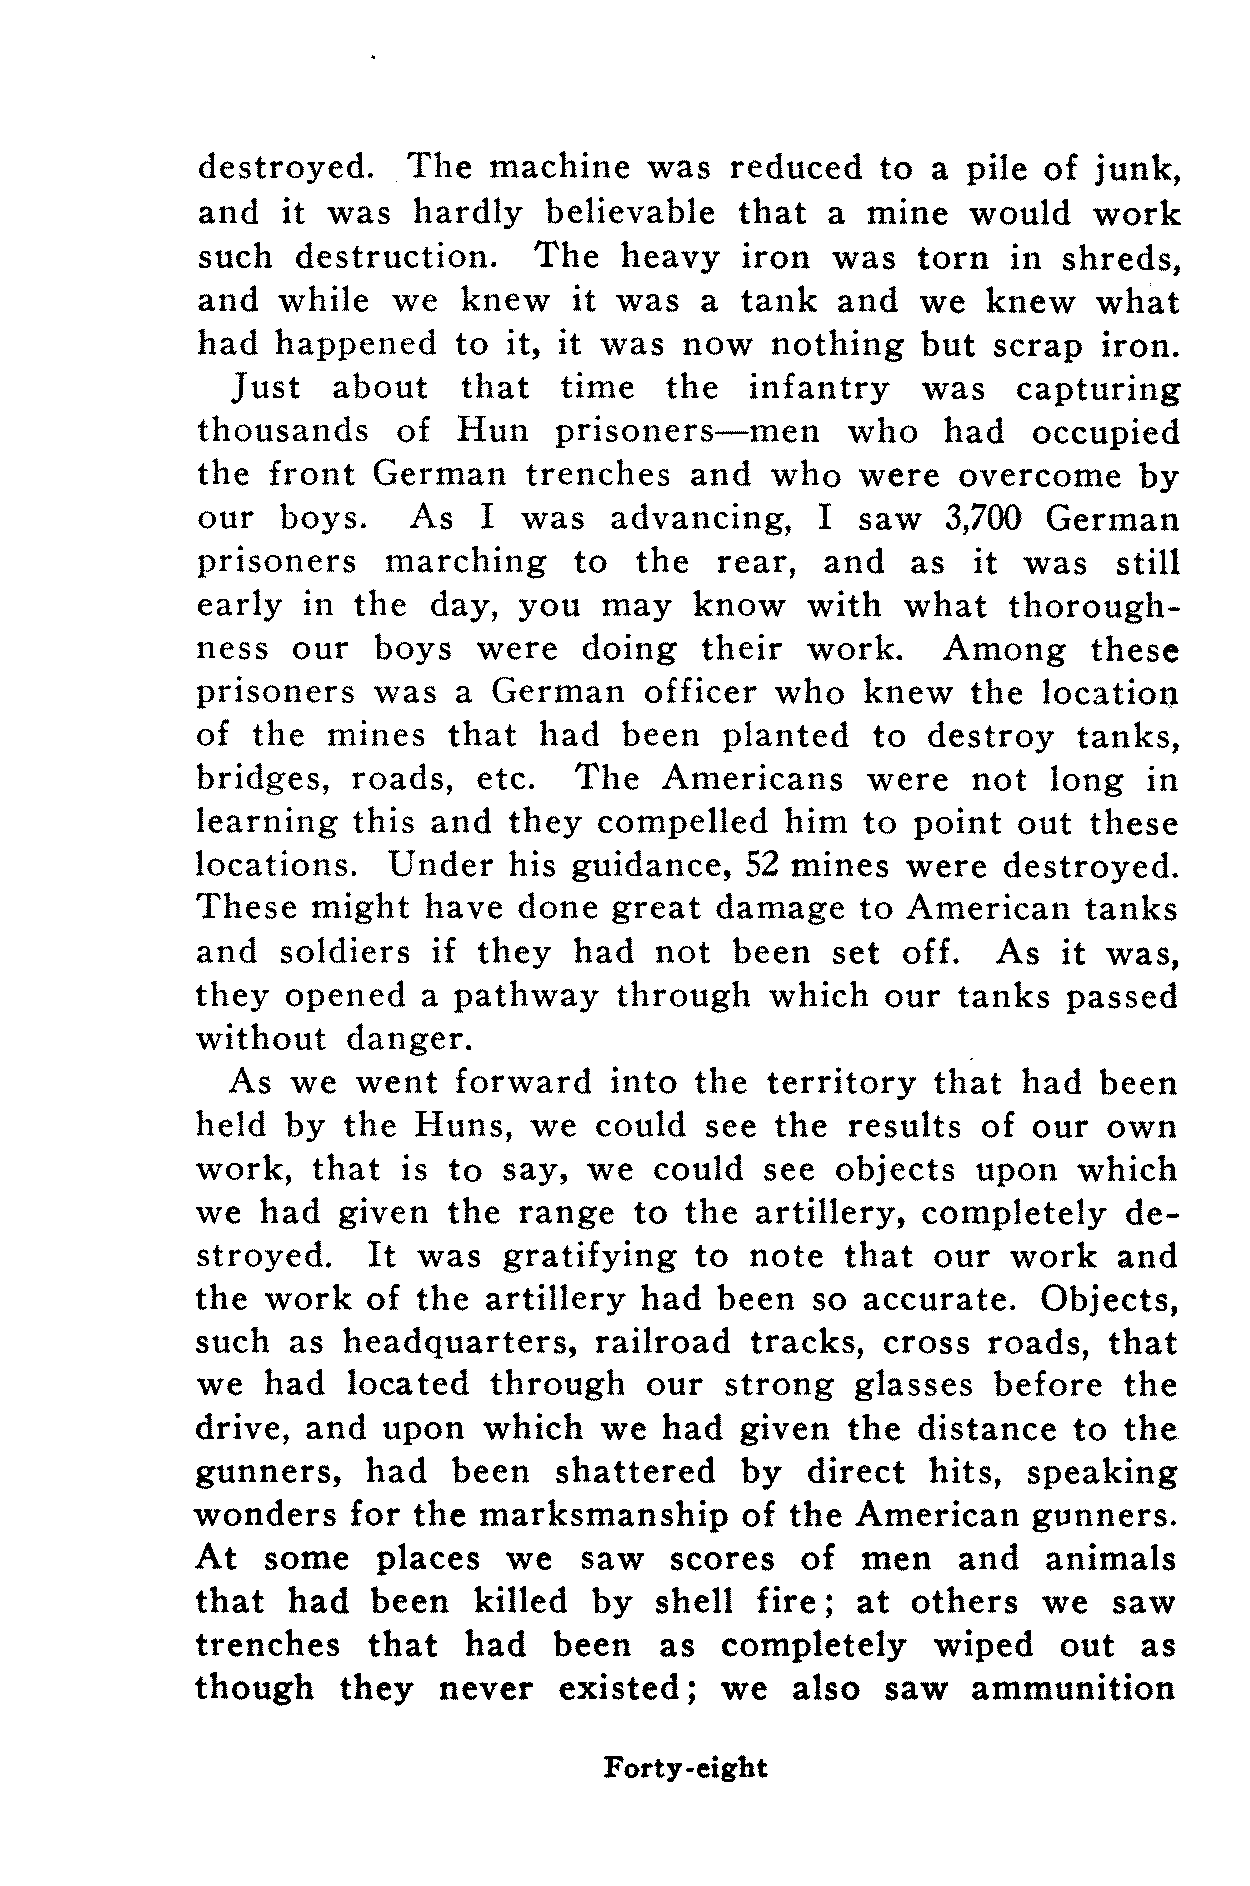 destroyed. The machine was reduced to a pile of junk,
and it was hardly believable that a mine would work
such destruction. The heavy iron was torn in shreds,
and while we knew it was a tank and we knew what
had happened to it, it was now nothing but scrap iron.
Just about that time the infantry was capturing
thousands of Hun prisoners—men who had occupied
the front German trenches and who were overcome by
our boys. As I was advancing, I saw 3,700 German
prisoners marching to the rear, and as it was still
early in the day, you may know with what thorough-
ness our boys were doing their work. Among these
prisoners was a German officer who knew the location
of the mines that had been planted to destroy tanks,
bridges, roads, etc. The Americans were not long in
learning this and they compelled him to point out these
locations. Under his guidance, 52 mines were destroyed.
These might have done great damage to American tanks
and soldiers if they had not been set off. As it was,
they opened a pathway through which our tanks passed
without danger.
As we went forward into the territory that had been
held by the Huns, we could see the results of our own
work, that is to say, we could see objects upon which
we had given the range to the artillery, completely de-
stroyed. It was gratifying to note that our work and
the work of the artillery had been so accurate. Objects,
such as headquarters, railroad tracks, cross roads, that
we had located through our strong glasses before the
drive, and upon which we had given the distance to the
gunners, had been shattered by direct hits, speaking
wonders for the marksmanship of the American gunners.
At some places we saw scores of men and animals
that had been killed by shell fire; at others we saw
trenches that had been as completely wiped out as
though they never existed; we also saw ammunition
Forty-eight